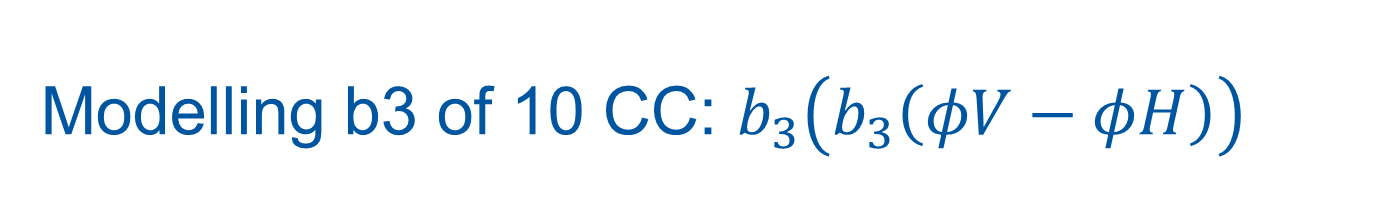 Modelling b3 of 10 CC: b₃(b₃(ϕV − ϕH))